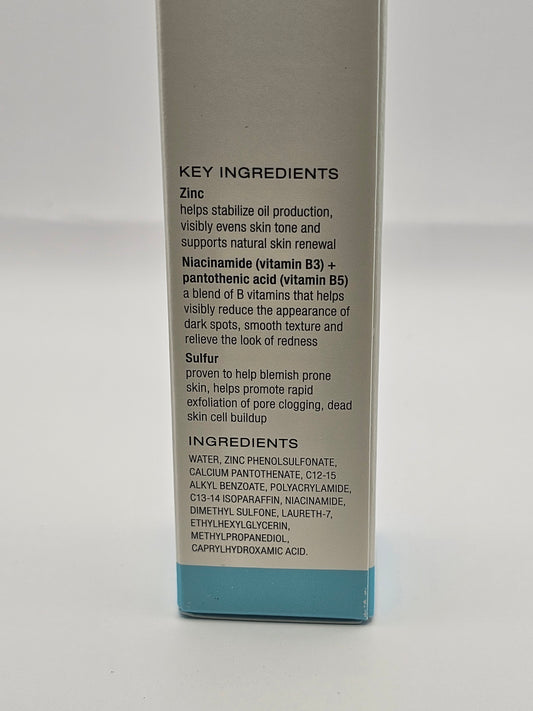 KEY INGREDIENTS
Zinc
helps stabilize oil production,
visibly evens skin tone and
supports natural skin renewal
Niacinamide (vitamin B3) +
pantothenic acid (vitamin B5)
a blend of B vitamins that helps
visibly reduce the appearance of
dark spots, smooth texture and
relieve the look of redness
Sulfur
proven to help blemish prone
skin, helps promote rapid
exfoliation of pore clogging, dead
skin cell buildup
INGREDIENTS
WATER, ZINC PHENOLSULFONATE,
CALCIUM PANTOTHENATE, C12-15
ALKYL BENZOATE, POLYACRYLAMIDE,
C13-14 ISOPARAFFIN, NIACINAMIDE,
DIMETHYL SULFONE, LAURETH-7,
ETHYLHEXYLGLYCERIN,
METHYLPROPANEDIOL,
CAPRYLHYDROXAMIC ACID.